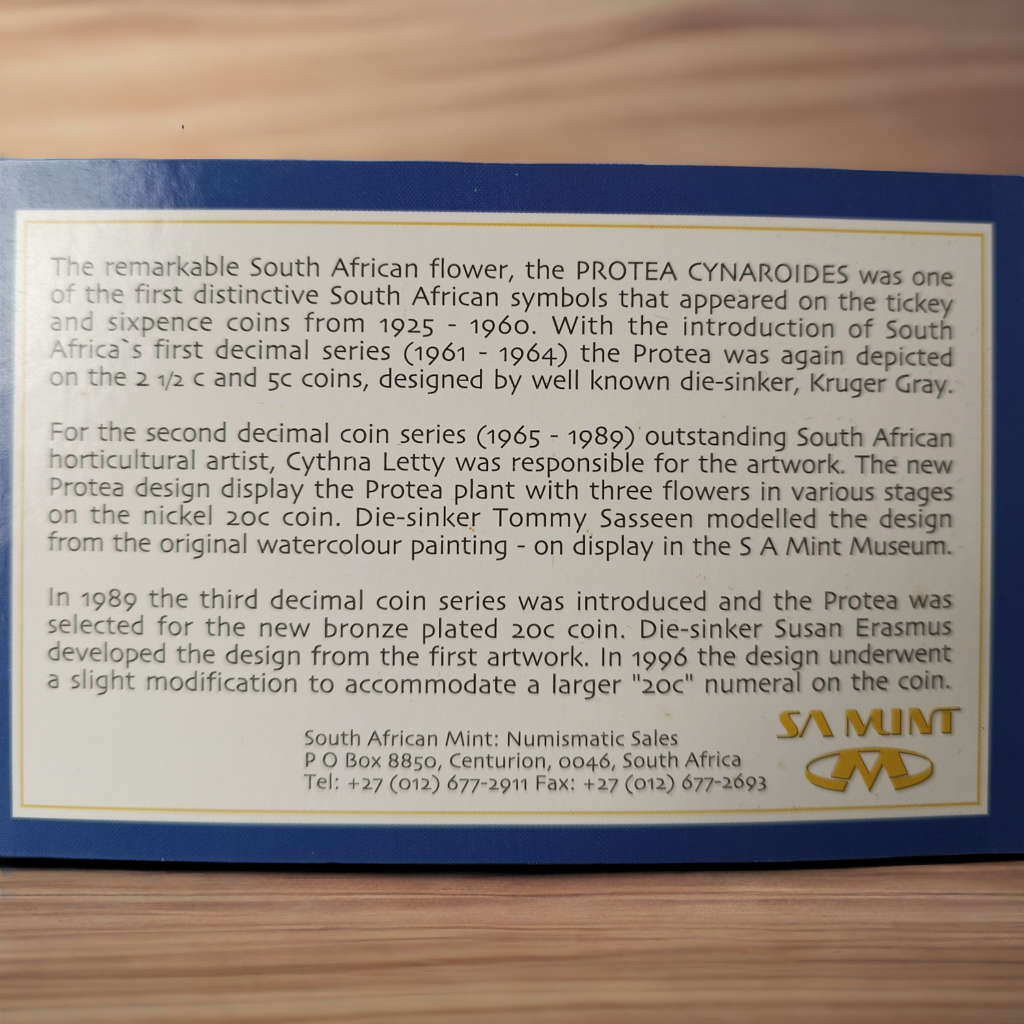 The remarkable South African flower, the PROTEA CYNAROIDES was one
of the first distinctive South African symbols that appeared on the tickey
and sixpence coins from 1925 - 1960. With the introduction of South
Africa`s first decimal series (1961 - 1964) the Protea was again depicted
on the 2 1/2 c and 5c coins, designed by well known die-sinker, Kruger Gray.
For the second decimal coin series (1965 - 1989) outstanding South African
horticultural artist, Cythna Letty was responsible for the artwork. The new
Protea design display the Protea plant with three flowers in various stages
on the nickel 20c coin. Die-sinker Tommy Sasseen modelled the design
from the original watercolour painting - on display in the S A Mint Museum.
In 1989 the third decimal coin series was introduced and the Protea was
selected for the new bronze plated 20c coin. Die-sinker Susan Erasmus
developed the design from the first artwork. In 1996 the design underwent
a slight modification to accommodate a larger "20c" numeral on the coin.
South African Mint: Numismatic Sales
P O Box 8850, Centurion, 0046, South Africa
Tel: +27 (012) 677-2911 Fax: +27 (012) 677-2693
SA MINT